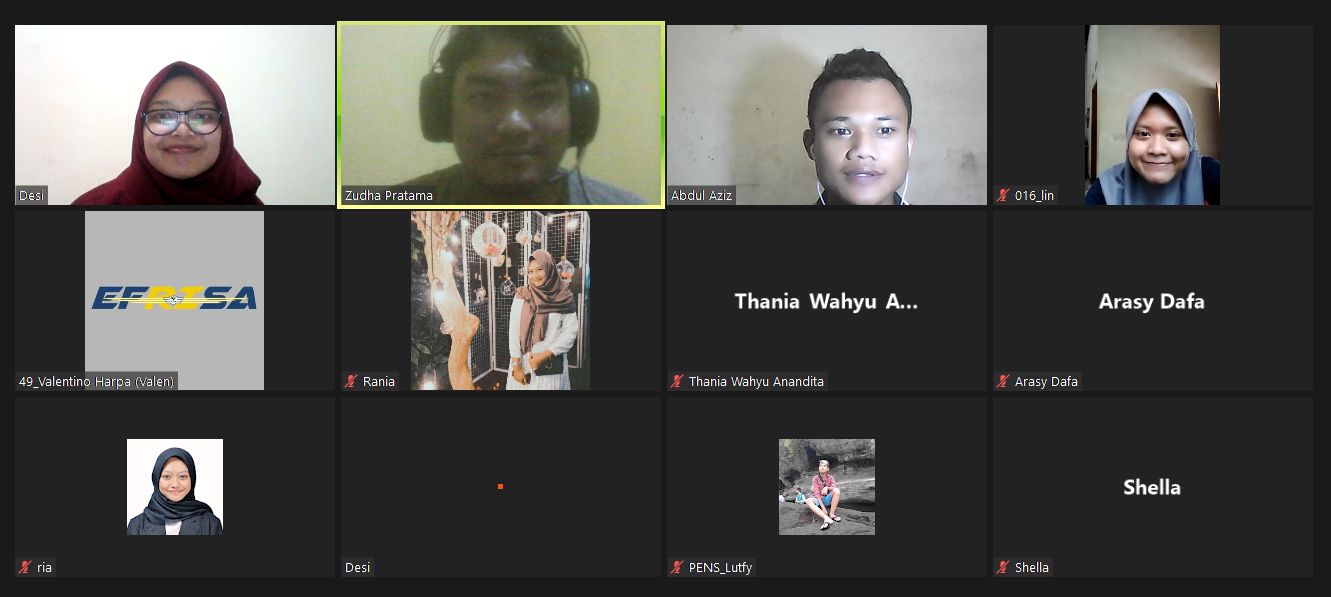 Desi
Zudha Pratama
Abdul Aziz
016_lin
EFRISA
49_Valentino Harpa (Valen)
Rania
Thania Wahyu A...
Thania Wahyu Anandita
Arasy Dafa
Arasy Dafa
ria
Desi
PENS_Lutfy
Shella
Shella